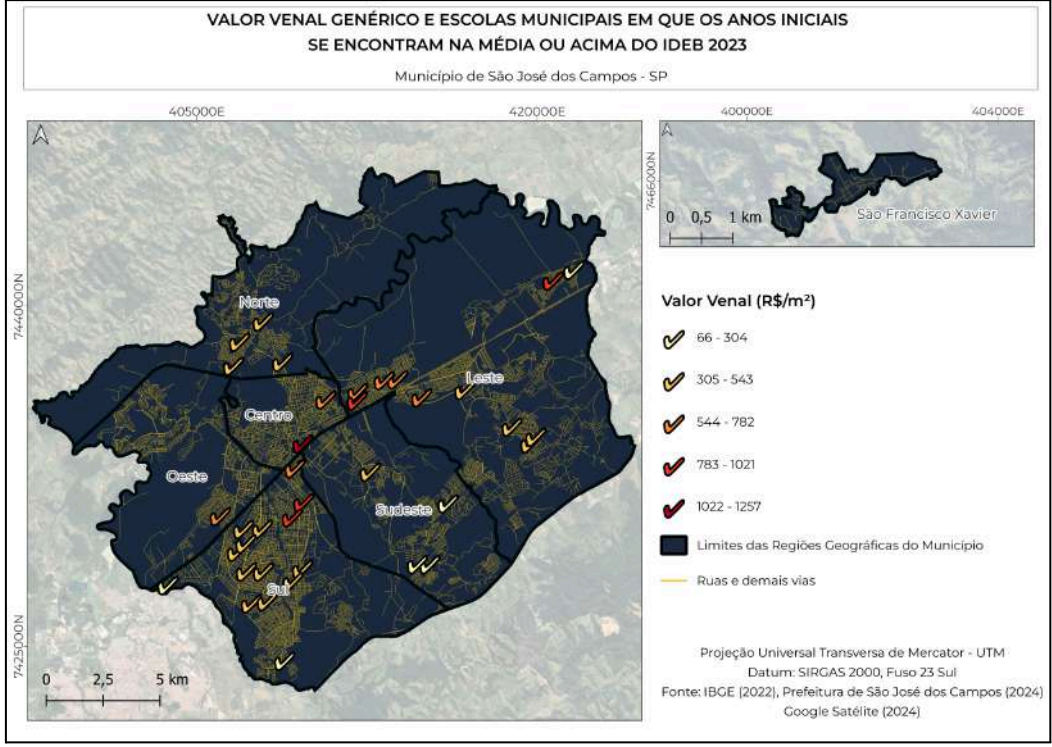 VALOR VENAL GENÉRICO E ESCOLAS MUNICIPAIS EM QUE OS ANOS INICIAIS
SE ENCONTRAM NA MÉDIA OU ACIMA DO IDEB 2023
Município de São José dos Campos - SP
405000E
420000E
400000E
404000E
7440000N
7425000N
7466000N
Norte
Centro
Leste
Oeste
Sudeste
Sul
0 2,5 5 km
0 0,5 1 km
São Francisco Xavier
Valor Venal (R$/m²)
66 - 304
305 - 543
544 - 782
783 - 1021
1022 - 1257
Limites das Regiões Geográficas do Município
Ruas e demais vias
Projeção Universal Transversa de Mercator - UTM
Datum: SIRGAS 2000, Fuso 23 Sul
Fonte: IBGE (2022), Prefeitura de São José dos Campos (2024)
Google Satélite (2024)